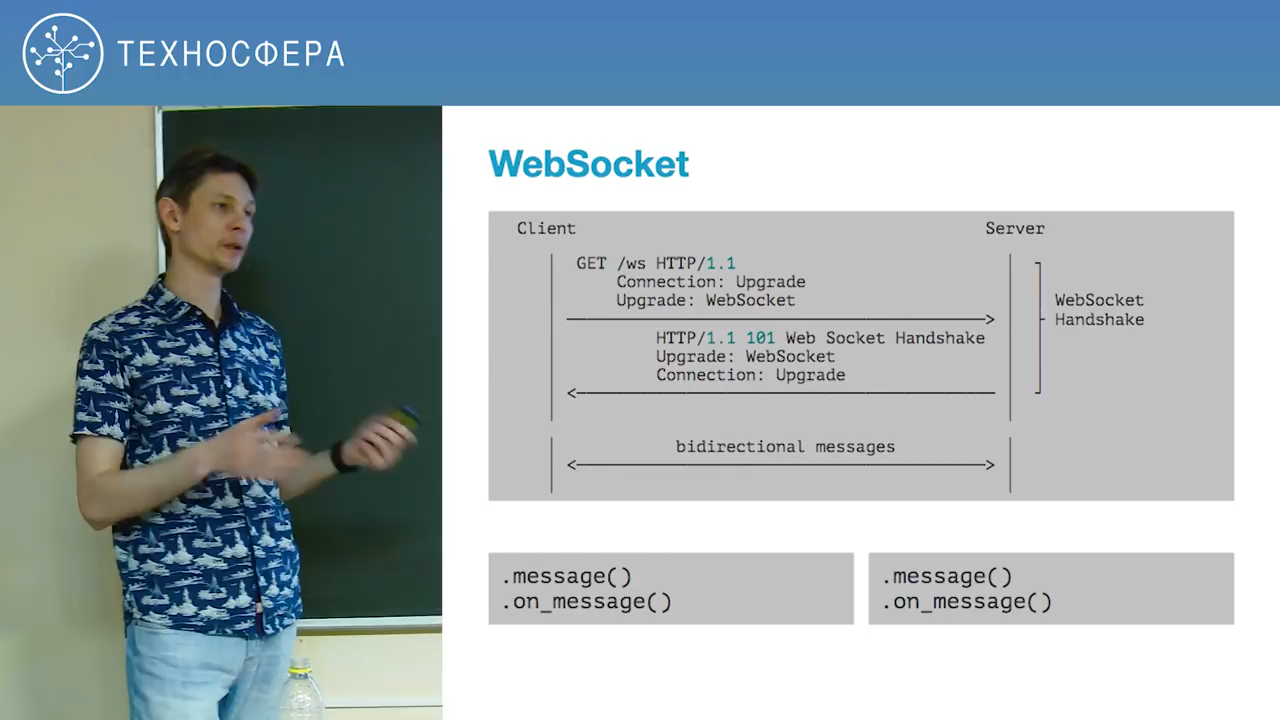 ТЕХНОСФЕРА
WebSocket
Client Server
GET /ws HTTP/1.1
Connection: Upgrade
Upgrade: WebSocket
WebSocket
Handshake
HTTP/1.1 101 Web Socket Handshake
Upgrade: WebSocket
Connection: Upgrade
bidirectional messages
.message()
.on_message()
.message()
.on_message()